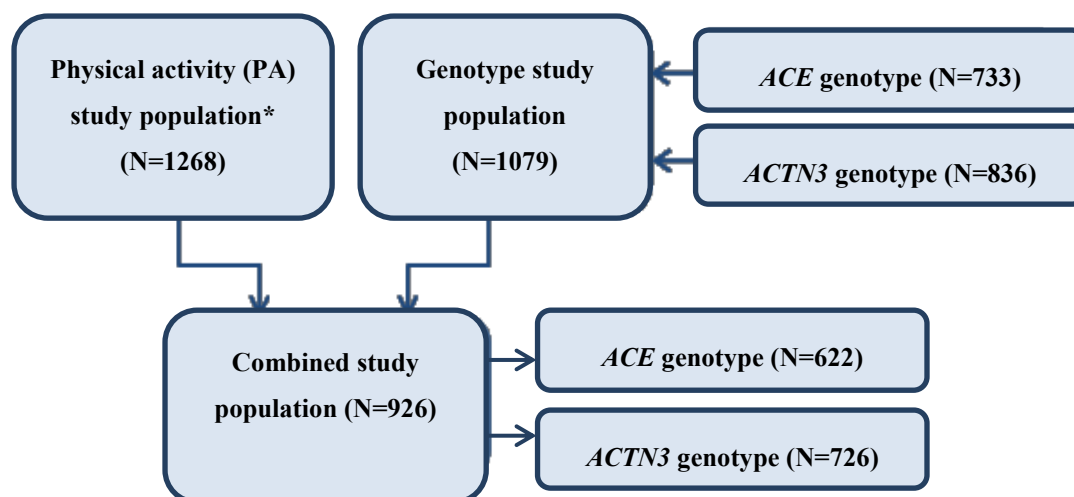 Physical activity (PA)
study population*
(N=1268)
Genotype study
population
(N=1079)
ACE genotype (N=733)
ACTN3 genotype (N=836)
Combined study
population (N=926)
ACE genotype (N=622)
ACTN3 genotype (N=726)